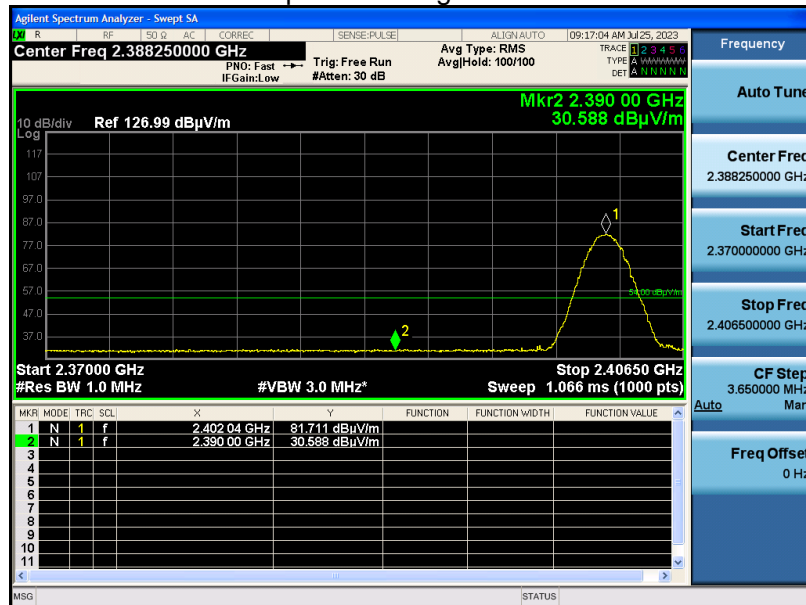 Agilent Spectrum Analyzer - Swept SA
LXI R RF 50 Ω AC CORREC SENSE:PULSE ALIGN AUTO 09:17:04 AM Jul 25, 2023
Center Freq 2.388250000 GHz Avg Type: RMS TRACE 1 2 3 4 5 6
PNO: Fast Trig: Free Run Avg|Hold: 100/100 TYPE A WWWWW
IFGain:Low #Atten: 30 dB DET A N N N N N
Mkr2 2.390 00 GHz
10 dB/div Ref 126.99 dBµV/m 30.588 dBµV/m
Log
117
107
97.0
87.0
1
77.0
67.0
57.0
54.00 dBµV/m
47.0
37.0
2
Start 2.37000 GHz Stop 2.40650 GHz
#Res BW 1.0 MHz #VBW 3.0 MHz* Sweep 1.066 ms (1000 pts)
MKR MODE TRC SCL X Y FUNCTION FUNCTION WIDTH FUNCTION VALUE
1 N 1 f 2.402 04 GHz 81.711 dBµV/m
2 N 1 f 2.390 00 GHz 30.588 dBµV/m
3
4
5
6
7
8
9
10
11
MSG STATUS
Frequency
Auto Tune
Center Freq
2.388250000 GHz
Start Freq
2.370000000 GHz
Stop Freq
2.406500000 GHz
CF Step
3.650000 MHz
Auto Man
Freq Offset
0 Hz